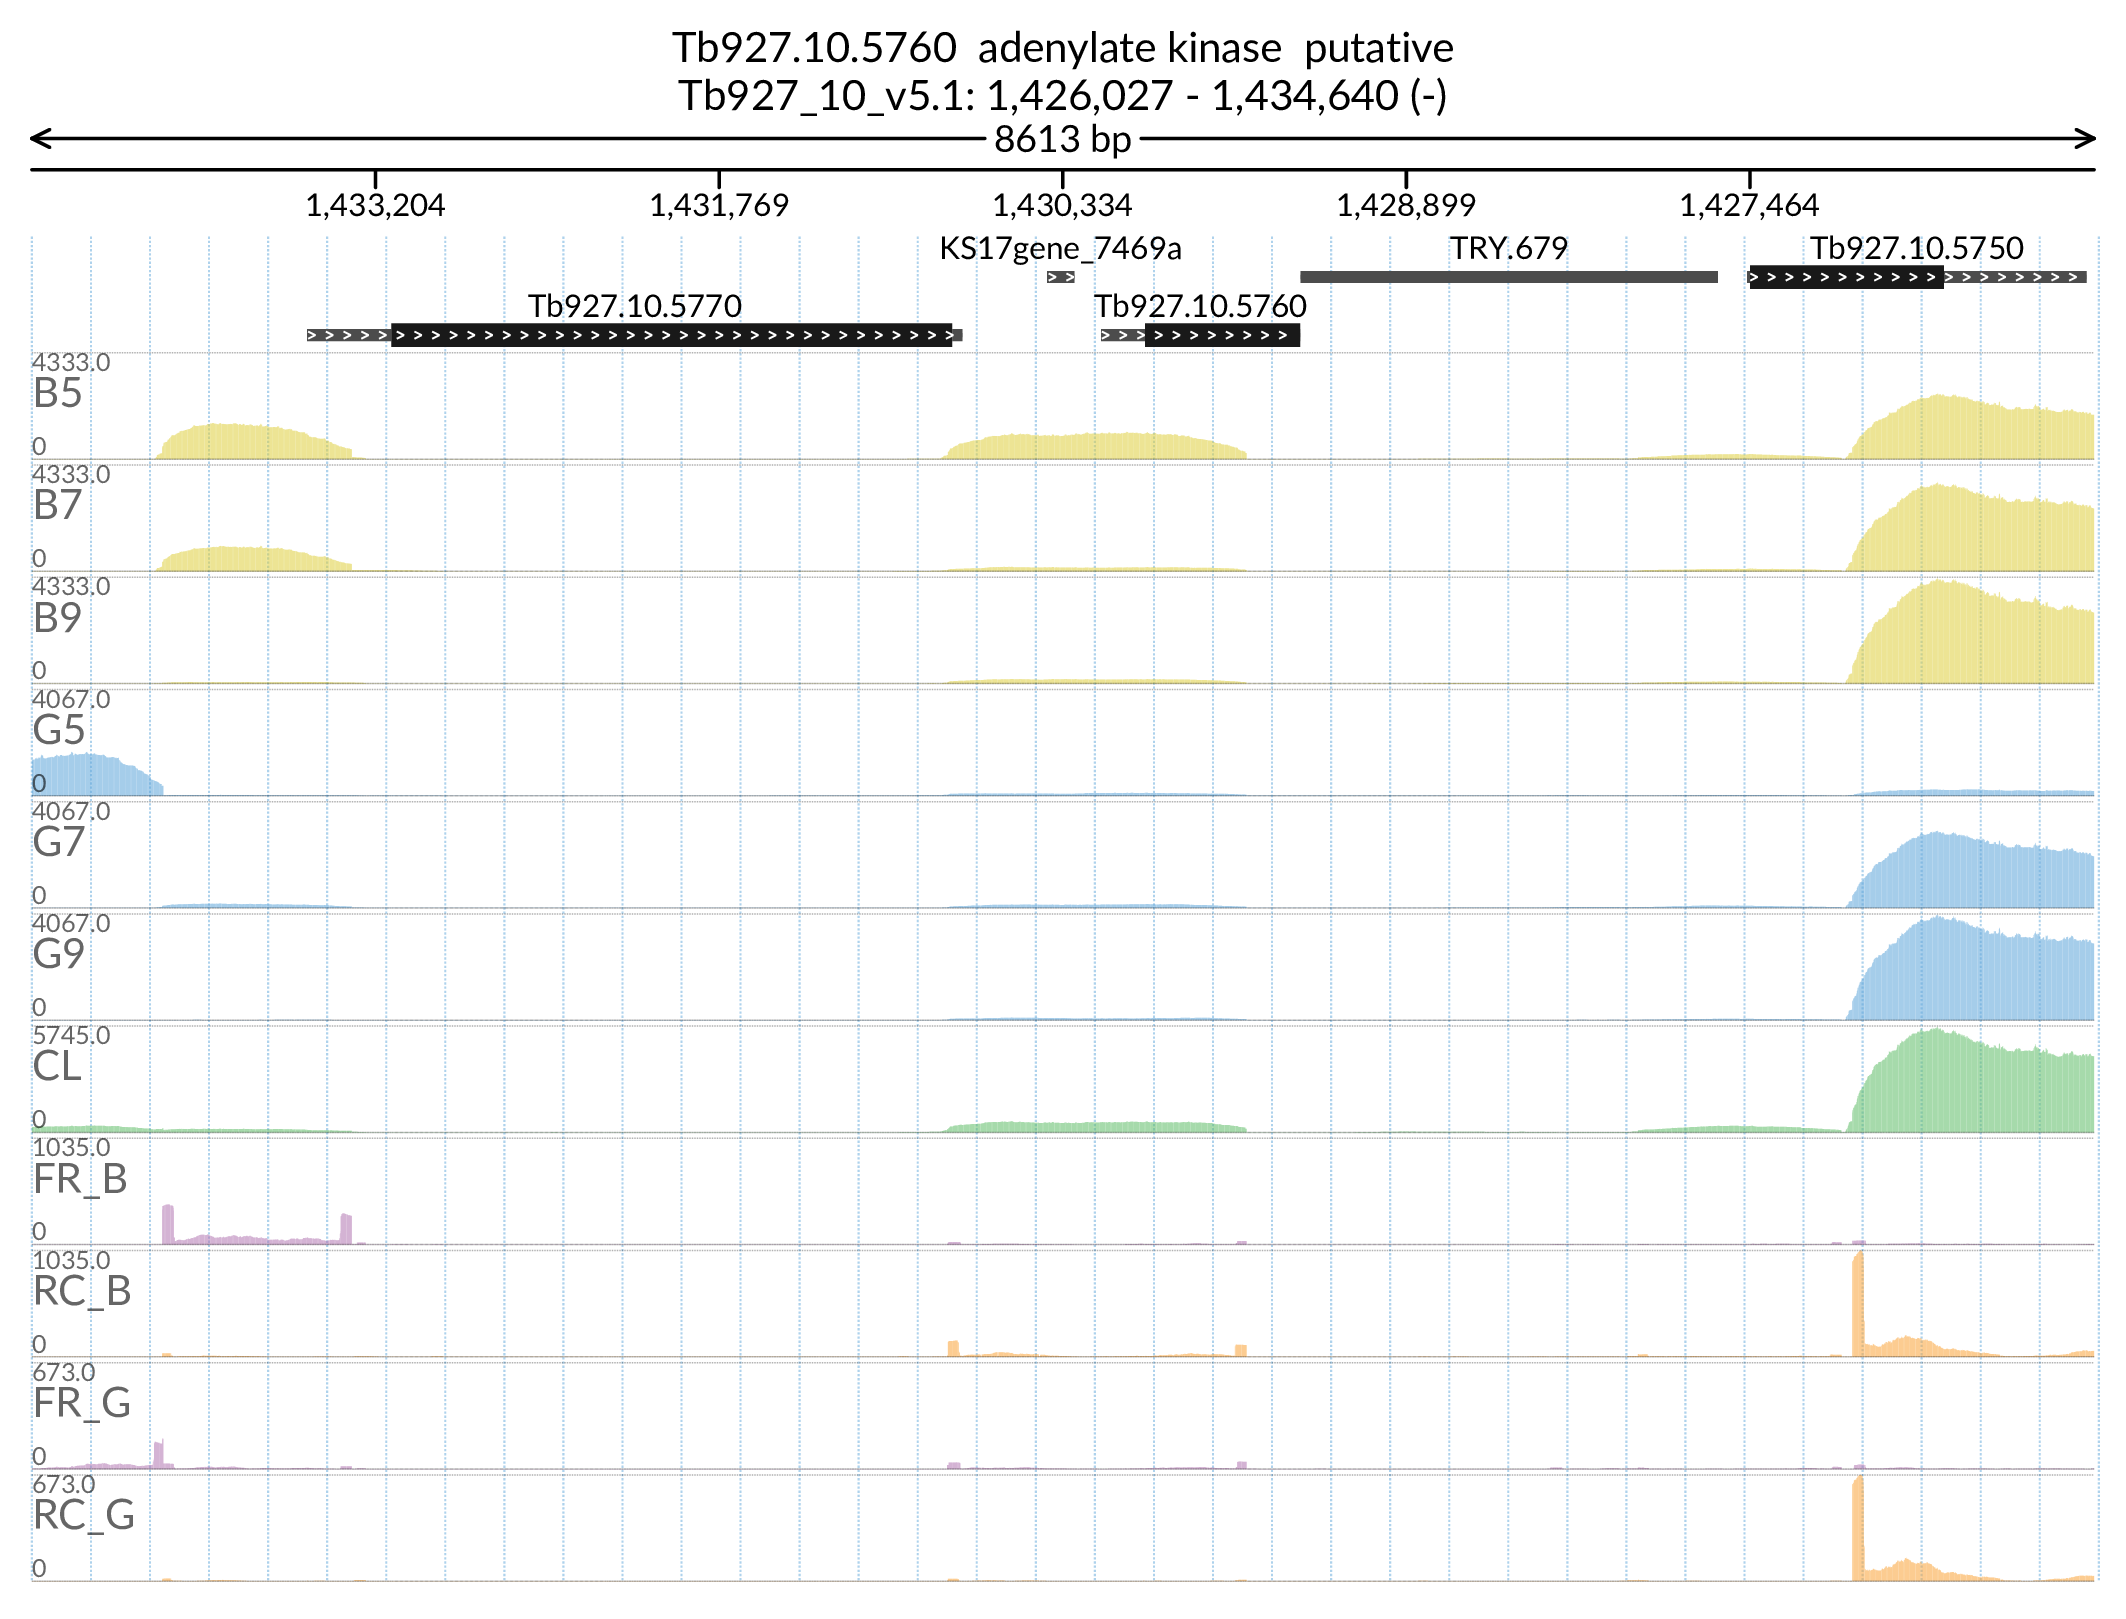 Tb927.10.5760  adenylate kinase  putative
Tb927_10_v5.1: 1,426,027 - 1,434,640 (-)
8613 bp
1,433,204 1,431,769 1,430,334 1,428,899 1,427,464
KS17gene_7469a TRY.679 Tb927.10.5750
Tb927.10.5770 Tb927.10.5760
4333.0
B5
0
4333.0
B7
0
4333.0
B9
0
4067.0
G5
0
4067.0
G7
0
4067.0
G9
0
5745.0
CL
0
1035.0
FR_B
0
1035.0
RC_B
0
673.0
FR_G
0
673.0
RC_G
0